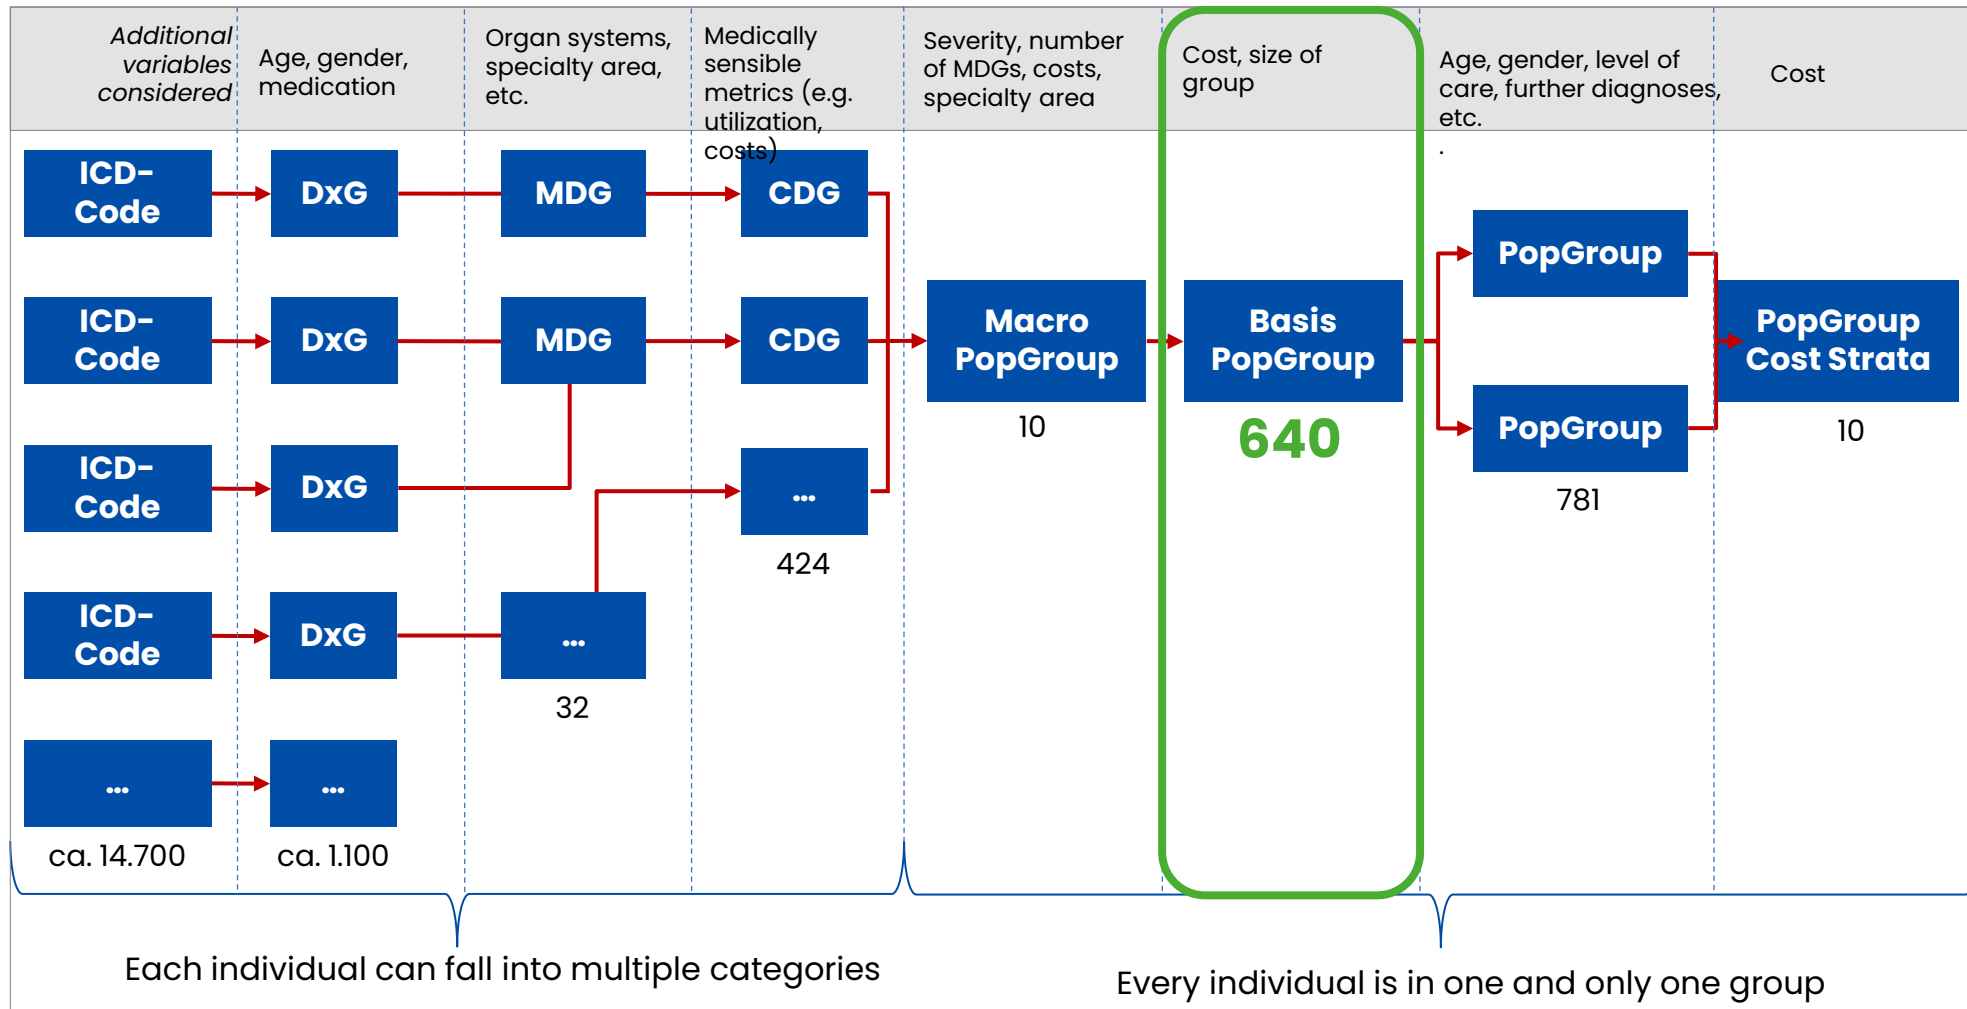 Additional
variables
considered
Age, gender,
medication
Organ systems,
specialty area,
etc.
Medically
sensible
metrics (e.g.
utilization,
costs)
Severity, number
of MDGs, costs,
specialty area
Cost, size of
group
Age, gender, level of
care, further diagnoses,
etc.
.
Cost
ICD-
Code
DxG
MDG
CDG
ICD-
Code
DxG
MDG
CDG
ICD-
Code
DxG
...
424
ICD-
Code
DxG
...
32
...
...
ca. 14.700
ca. 1.100
Macro
PopGroup
10
Basis
PopGroup
640
PopGroup
PopGroup
781
PopGroup
Cost Strata
10
Each individual can fall into multiple categories
Every individual is in one and only one group